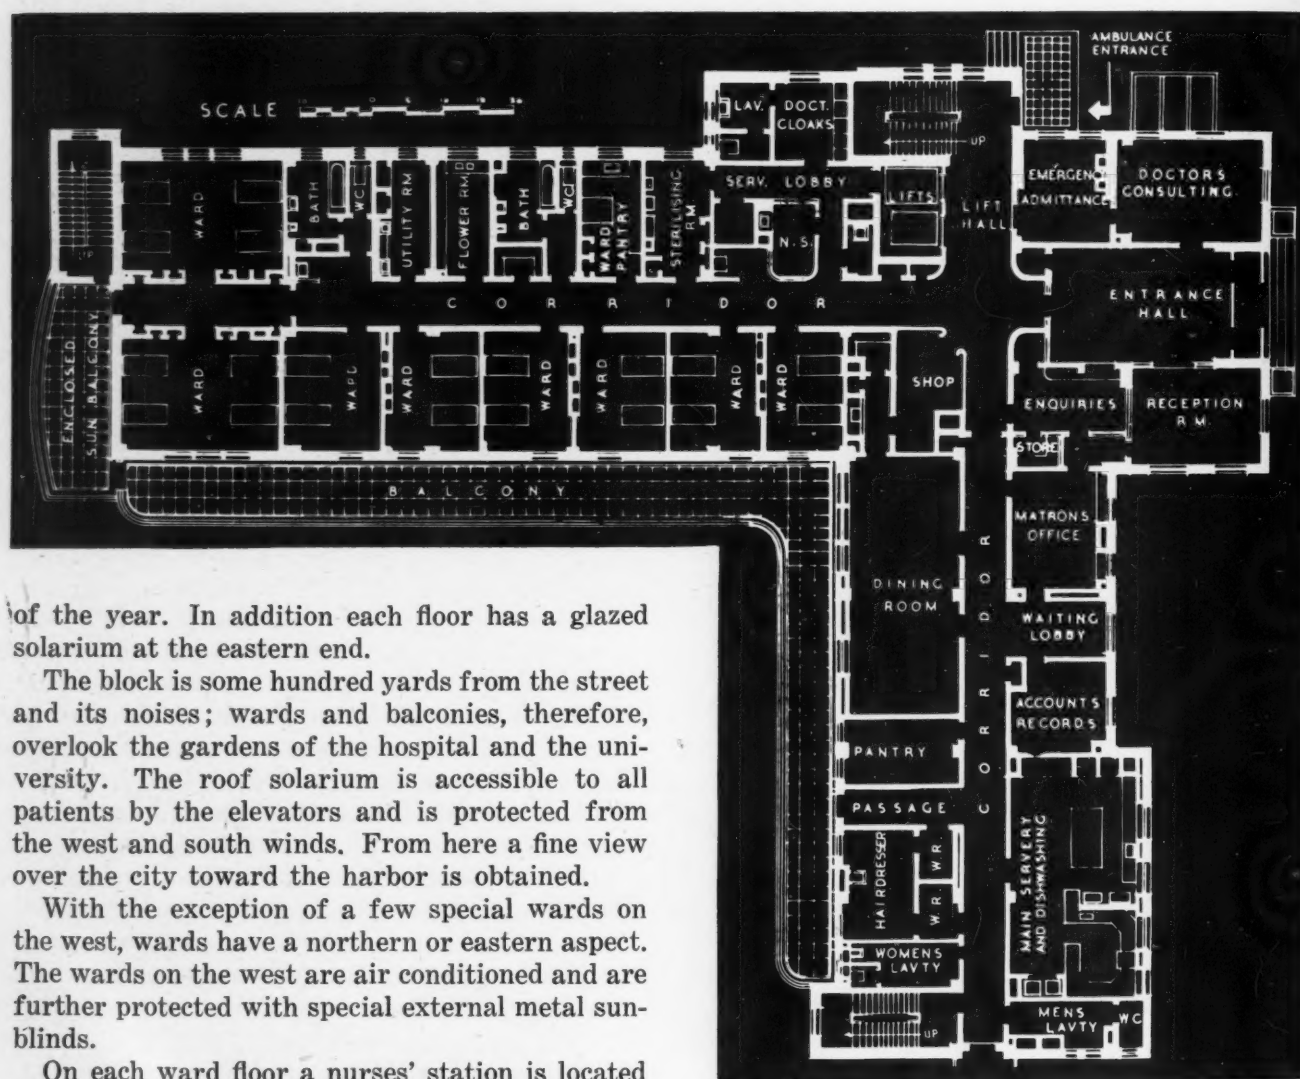 AMBULANCE
ENTRANCE
SCALE
LAV.
DOCT.
CLOAKS
UP
SERV. LOBBY
LIFTS
LIFT
HALL
EMERGENCY
ADMITTANCE
DOCTORS
CONSULTING.
UP
WARD
BATH
WC
UTILITY RM
FLOWER RM
BATH
WC
WARD
PANTRY
STERILISING
RM.
N.S.
CORRIDOR
ENTRANCE
HALL
ENCLOSED.
SUN BALCONY.
WARD
WARD
WARD
WARD
WARD
WARD
WARD
SHOP
ENQUIRIES
RECEPTION
RM.
STORE
BALCONY
MATRONS
OFFICE
DINING
ROOM
CORRIDOR
WAITING
LOBBY
ACCOUNTS
RECORDS
PANTRY
PASSAGE
HAIRDRESSER
W.R.
W.R.
MAIN SERVERY
AND DISHWASHING
WOMENS
LAVTY
UP
MENS
LAVTY
WC
of the year. In addition each floor has a glazed
solarium at the eastern end.
The block is some hundred yards from the street
and its noises; wards and balconies, therefore,
overlook the gardens of the hospital and the uni-
versity. The roof solarium is accessible to all
patients by the elevators and is protected from
the west and south winds. From here a fine view
over the city toward the harbor is obtained.
With the exception of a few special wards on
the west, wards have a northern or eastern aspect.
The wards on the west are air conditioned and are
further protected with special external metal sun-
blinds.
On each ward floor a nurses' station is located